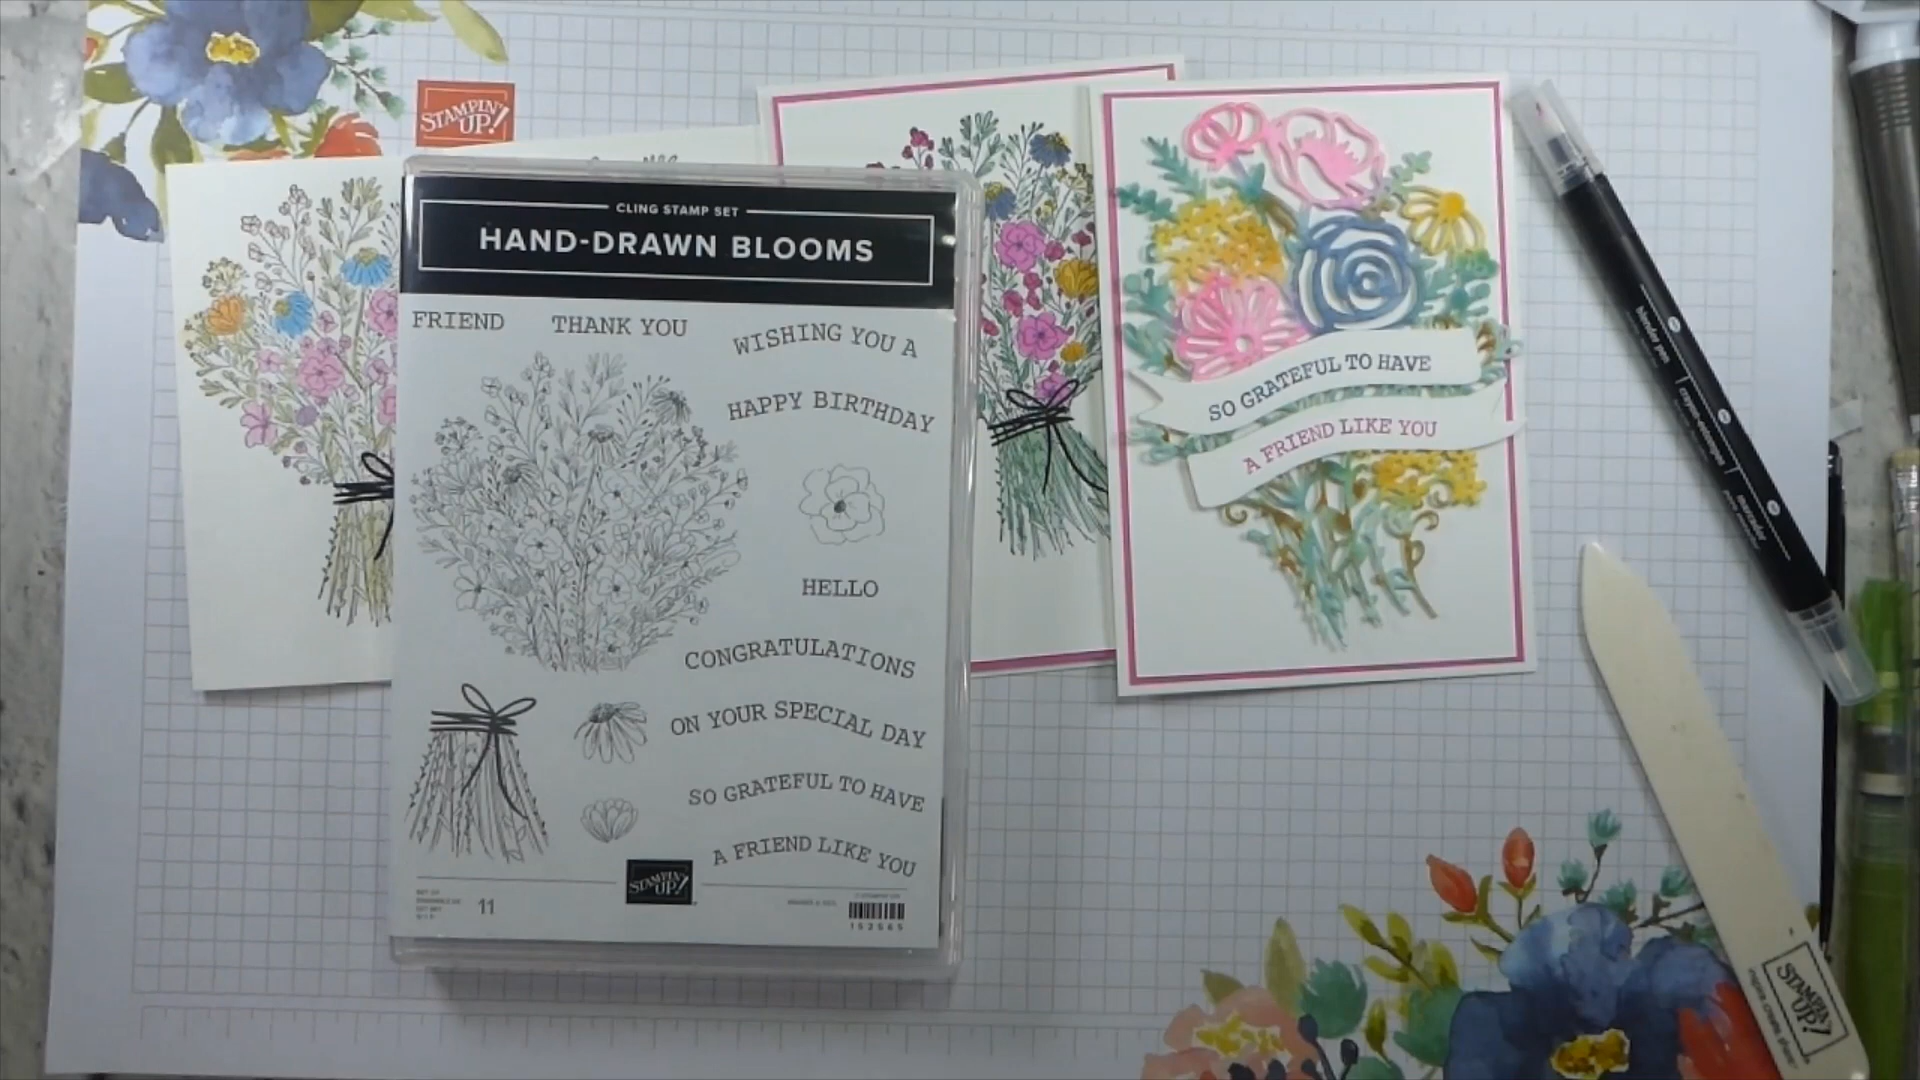 STAMPIN' UP!
CLING STAMP SET
HAND-DRAWN BLOOMS
FRIEND
THANK YOU
WISHING YOU A
HAPPY BIRTHDAY
HELLO
CONGRATULATIONS
ON YOUR SPECIAL DAY
SO GRATEFUL TO HAVE
A FRIEND LIKE YOU
STAMPIN' UP!
11
152565
SO GRATEFUL TO HAVE
A FRIEND LIKE YOU
blender pen
STAMPIN' UP!